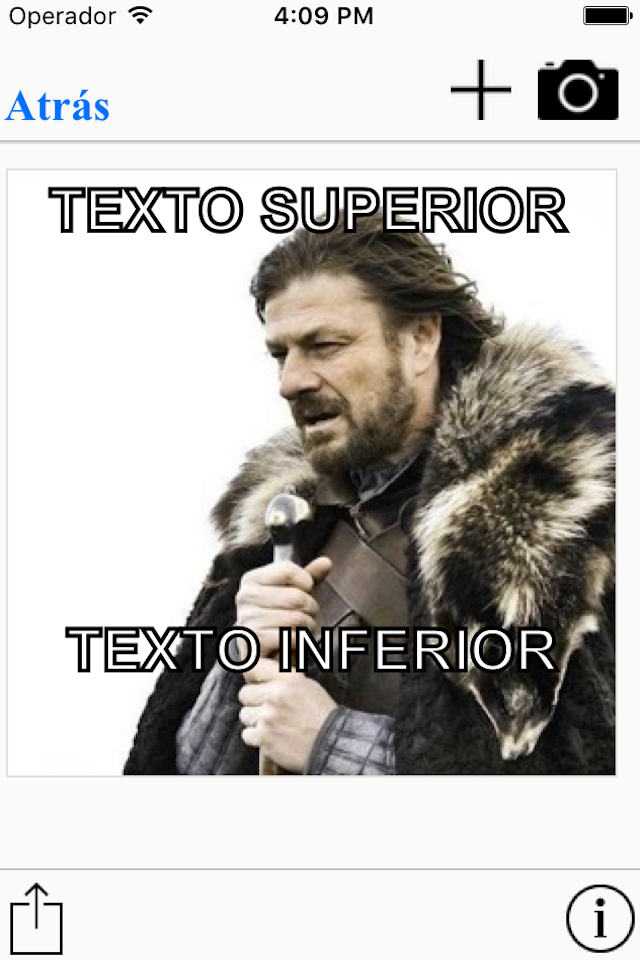 Operador 4:09 PM
Atrás
TEXTO SUPERIOR
TEXTO INFERIOR
i